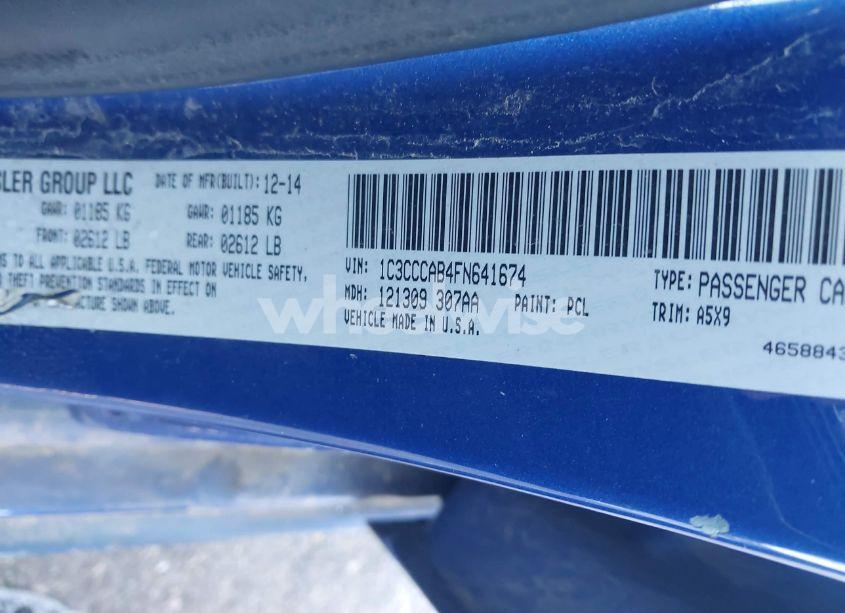 SLER GROUP LLC DATE OF MFR(BUILT): 12-14
GAWR: 01185 KG GAWR: 01185 KG
FRONT: 02612 LB REAR: 02612 LB
S TO ALL APPLICABLE U.S.A. FEDERAL MOTOR VEHICLE SAFETY,
THEFT PREVENTION STANDARDS IN EFFECT ON
CTURE SHOWN ABOVE.
VIN: 1C3CCCAB4FN641674
MDH: 121309 307AA PAINT: PCL
VEHICLE MADE IN U.S.A.
TYPE: PASSENGER CA
TRIM: A5X9
4658843
wheelwise